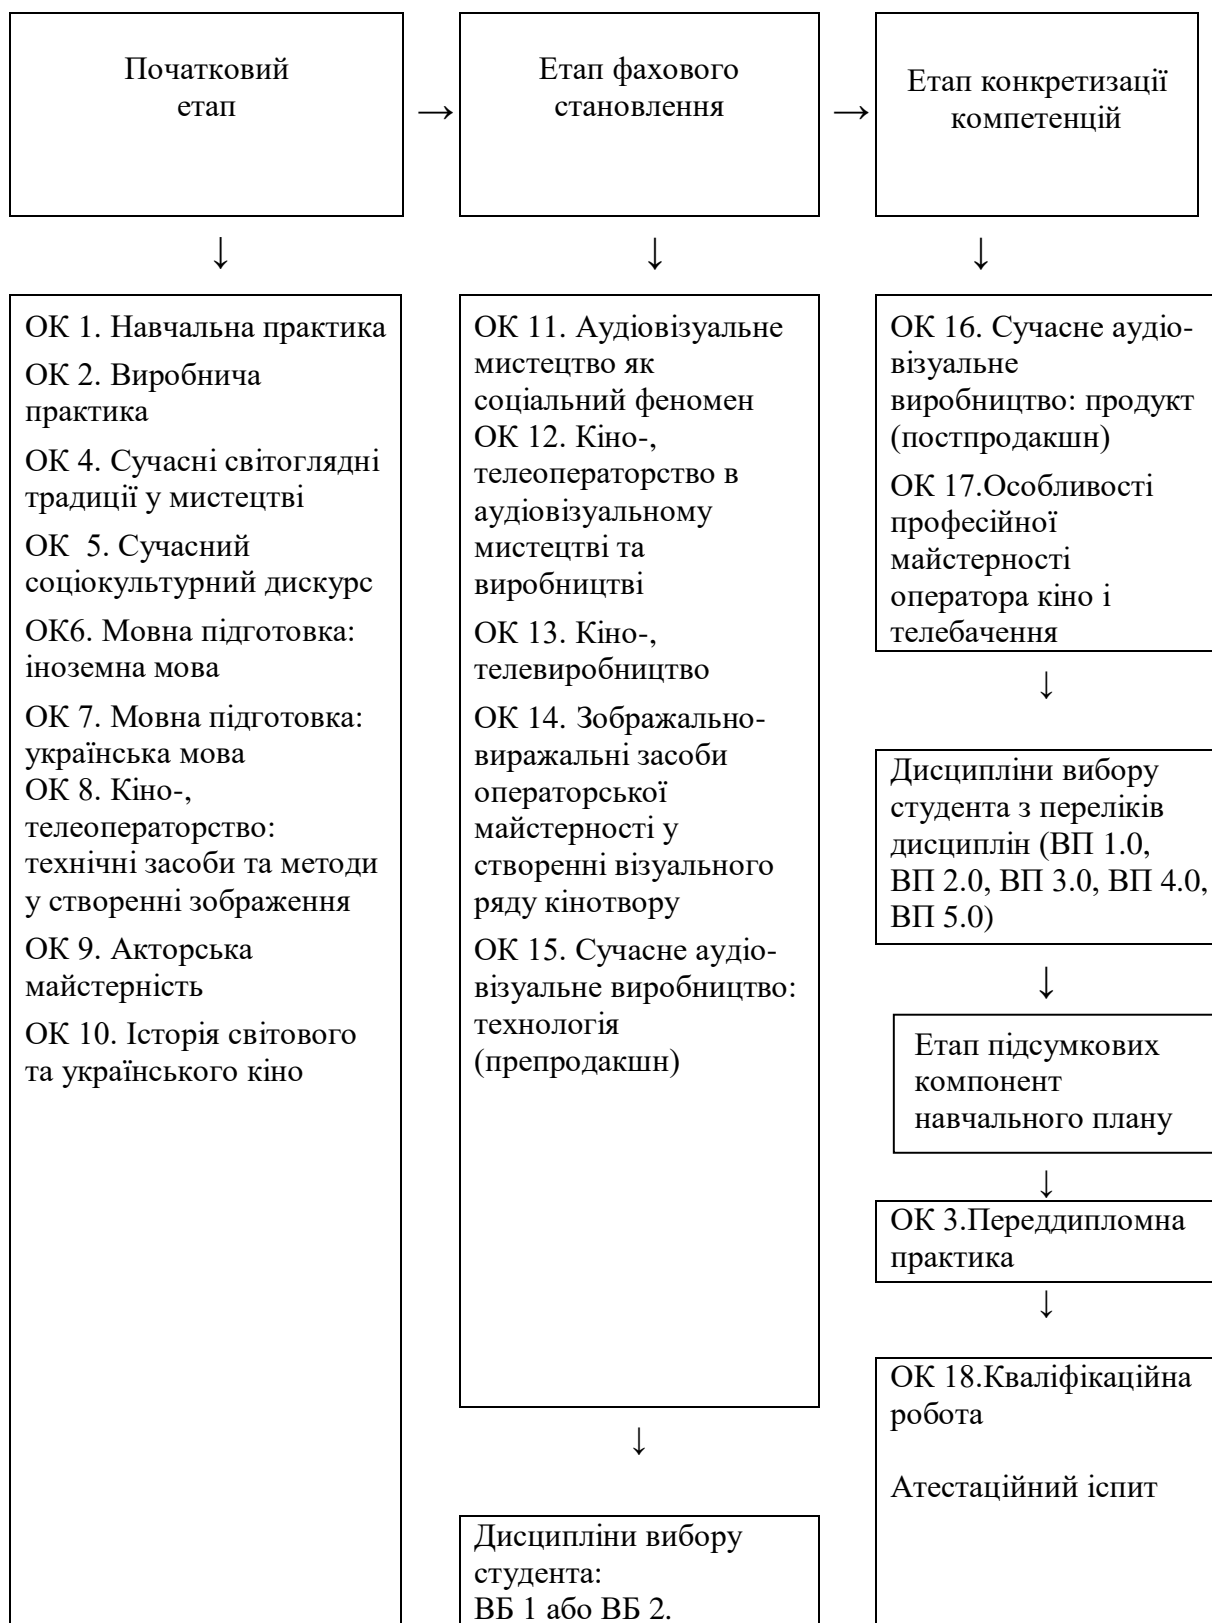 Початковий
етап
→
Етап фахового
становлення
→
Етап конкретизації
компетенцій
↓
↓
↓
ОК 1. Навчальна практика
ОК 2. Виробнича
практика
ОК 4. Сучасні світоглядні
традиції у мистецтві
ОК  5. Сучасний
соціокультурний дискурс
ОК6. Мовна підготовка:
іноземна мова
ОК 7. Мовна підготовка:
українська мова
ОК 8. Кіно-,
телеоператорство:
технічні засоби та методи
у створенні зображення
ОК 9. Акторська
майстерність
ОК 10. Історія світового
та українського кіно
ОК 11. Аудіовізуальне
мистецтво як
соціальний феномен
ОК 12. Кіно-,
телеоператорство в
аудіовізуальному
мистецтві та
виробництві
ОК 13. Кіно-,
телевиробництво
ОК 14. Зображально-
виражальні засоби
операторської
майстерності у
створенні візуального
ряду кінотвору
ОК 15. Сучасне аудіо-
візуальне виробництво:
технологія
(препродакшн)
↓
Дисципліни вибору
студента:
ВБ 1 або ВБ 2.
ОК 16. Сучасне аудіо-
візуальне
виробництво: продукт
(постпродакшн)
ОК 17.Особливості
професійної
майстерності
оператора кіно і
телебачення
↓
Дисципліни вибору
студента з переліків
дисциплін (ВП 1.0,
ВП 2.0, ВП 3.0, ВП 4.0,
ВП 5.0)
↓
Етап підсумкових
компонент
навчального плану
↓
ОК 3.Переддипломна
практика
↓
ОК 18.Кваліфікаційна
робота
Атестаційний іспит